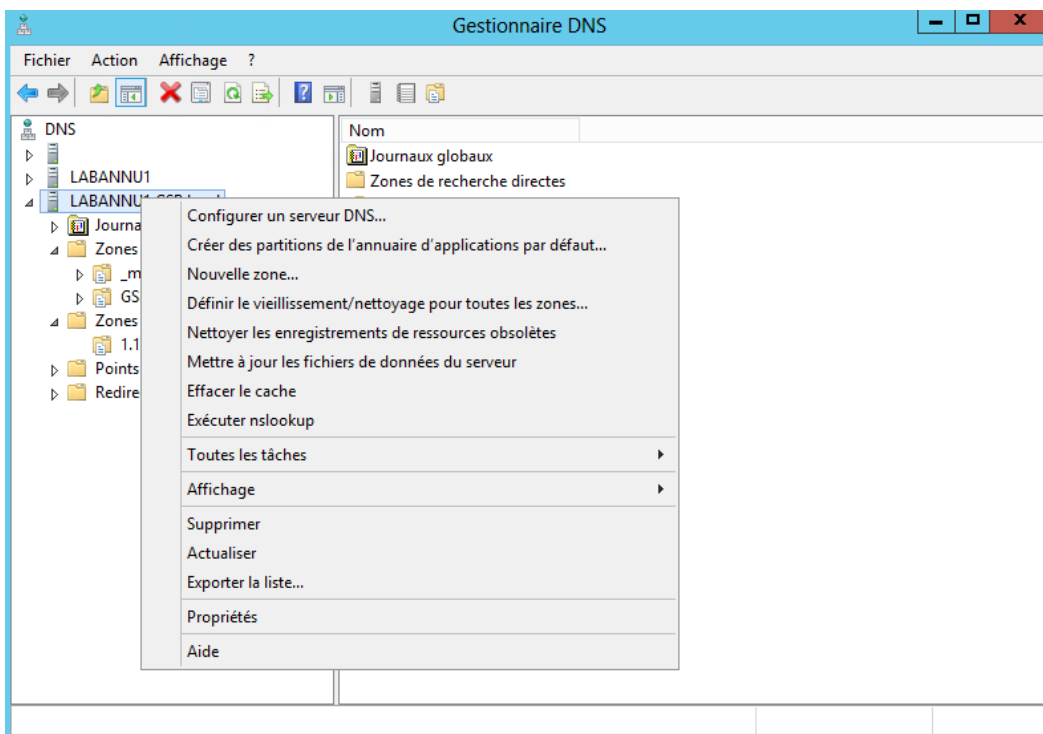 Gestionnaire DNS
Fichier Action Affichage ?
DNS
Nom
Journaux globaux
LABANNU1
Zones de recherche directes
LABANNU1
Configurer un serveur DNS...
Journa
Créer des partitions de l'annuaire d'applications par défaut...
Zones
Nouvelle zone...
_m
Définir le vieillissement/nettoyage pour toutes les zones...
GS
Zones
Nettoyer les enregistrements de ressources obsolètes
1.1
Mettre à jour les fichiers de données du serveur
Points
Effacer le cache
Redire
Exécuter nslookup
Toutes les tâches
Affichage
Supprimer
Actualiser
Exporter la liste...
Propriétés
Aide